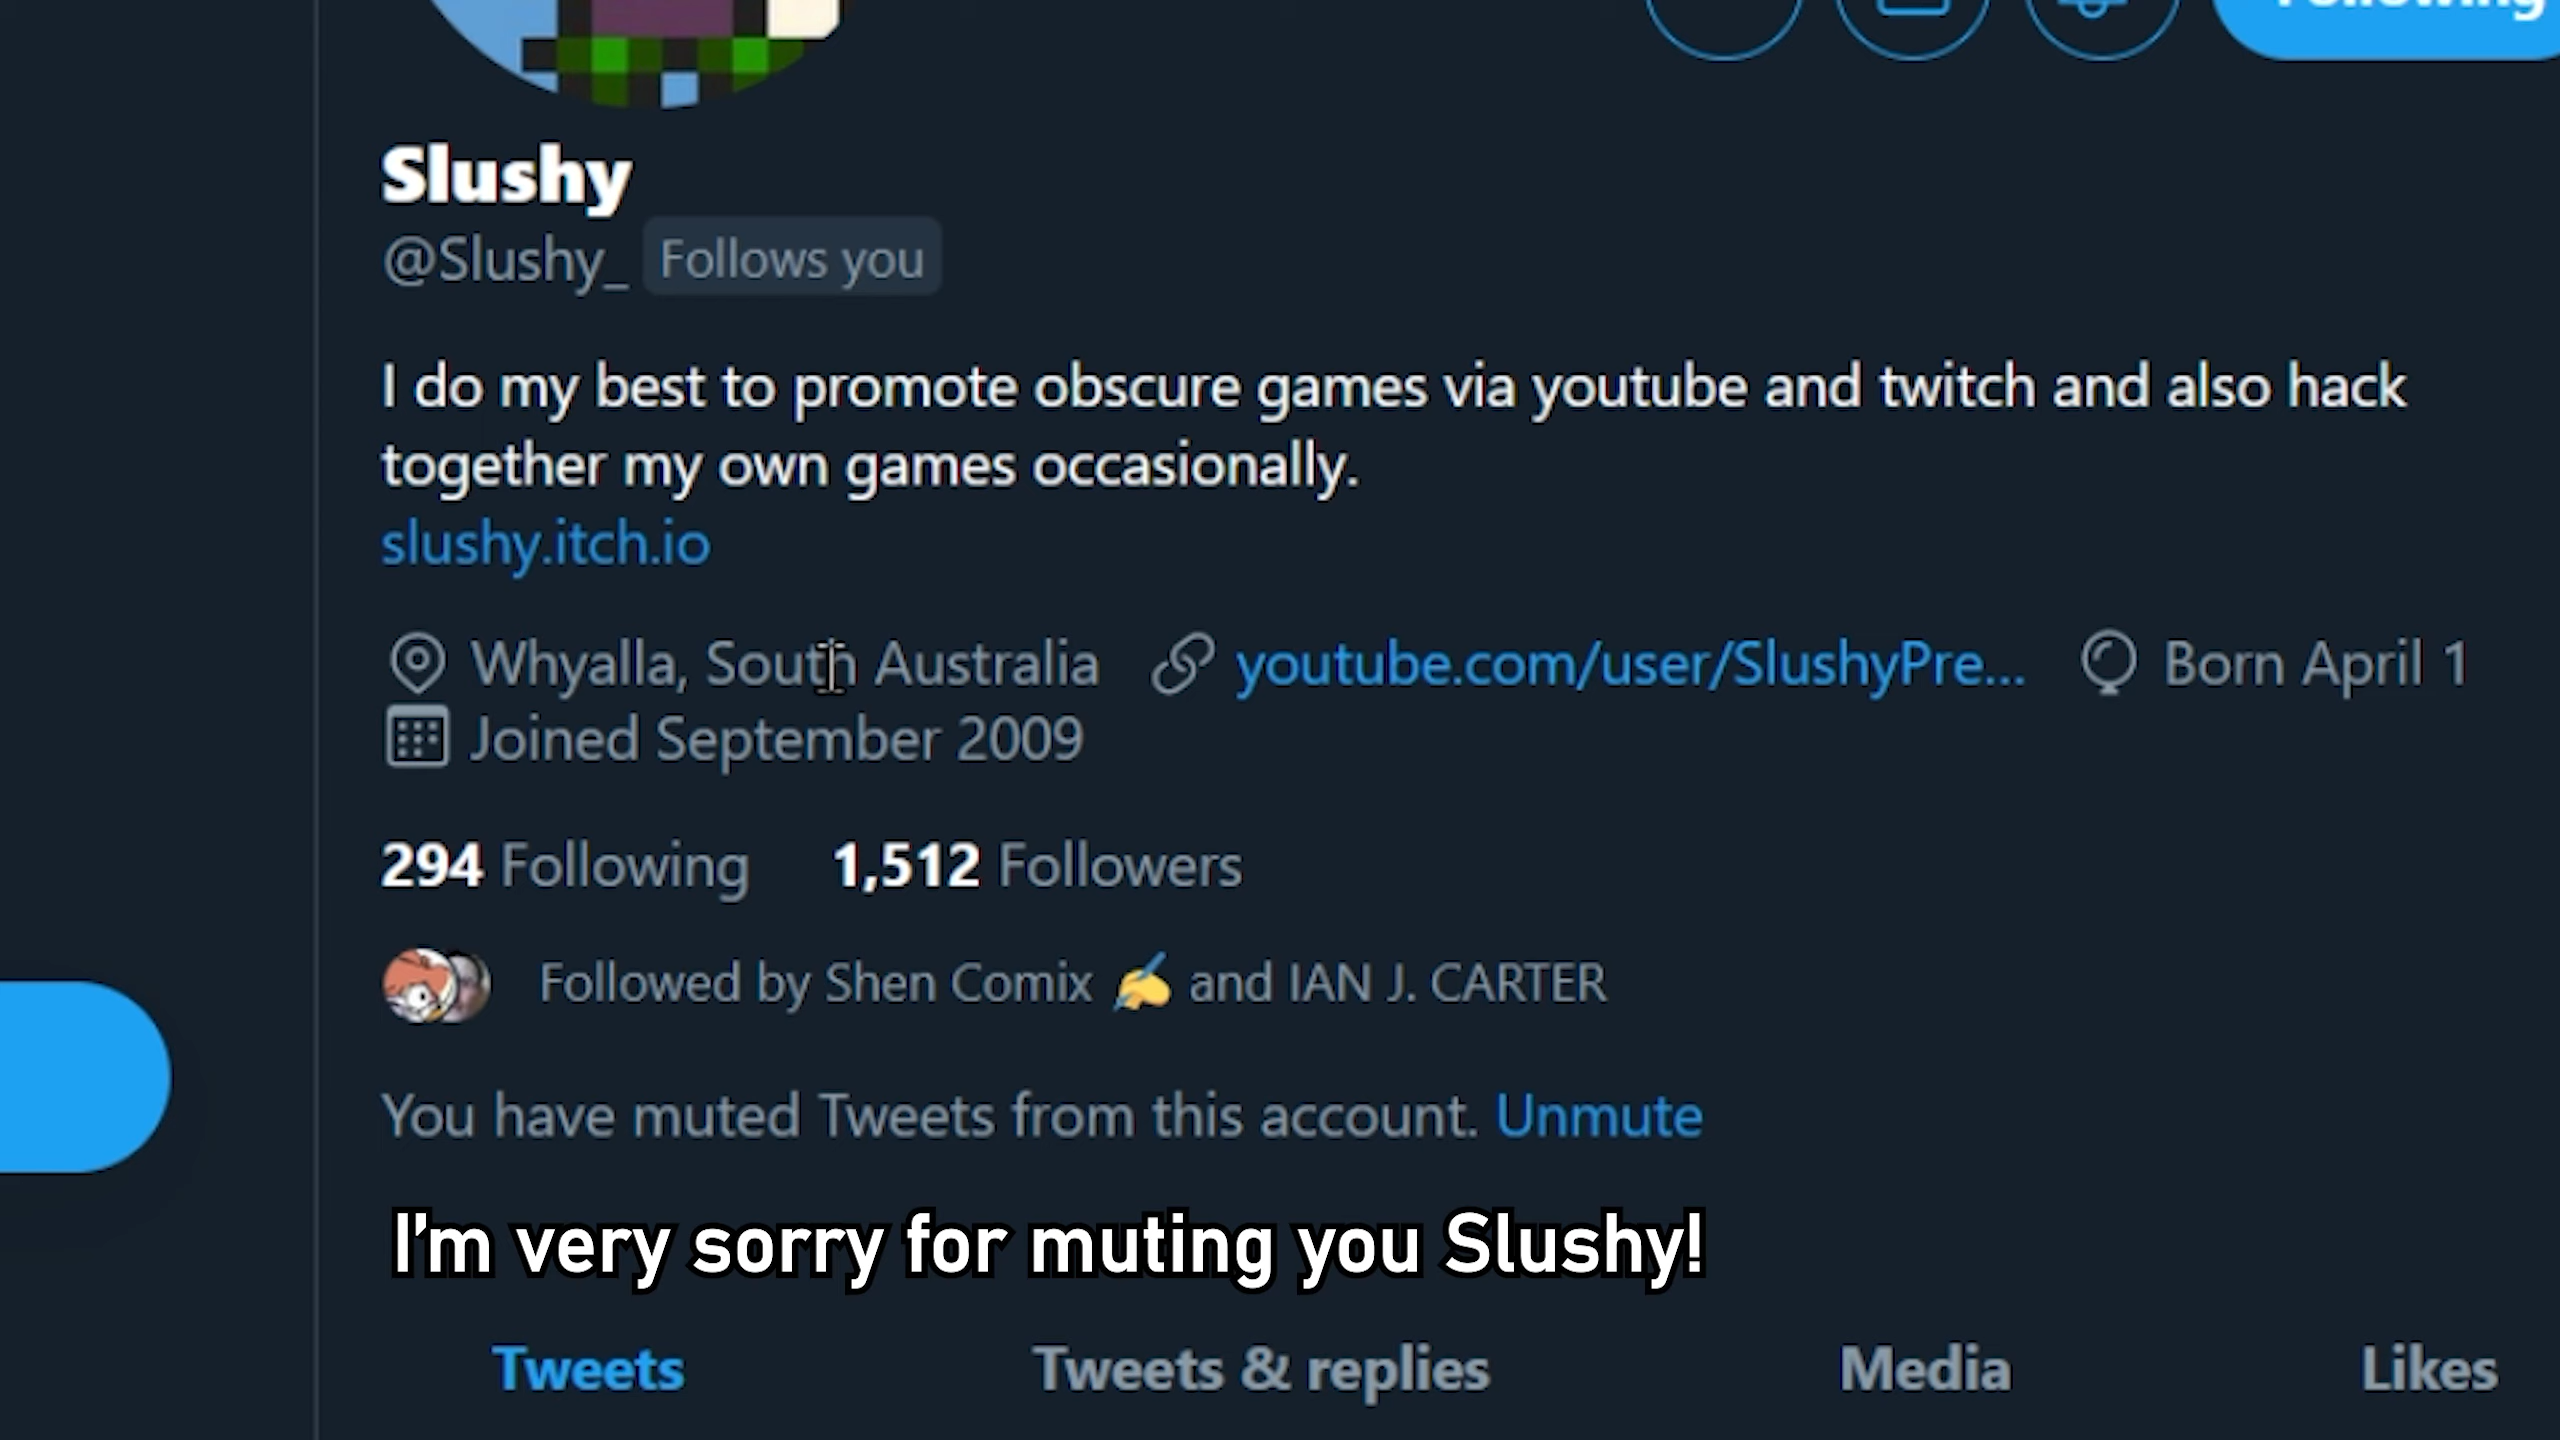 Following
Slushy
@Slushy_ Follows you
I do my best to promote obscure games via youtube and twitch and also hack
together my own games occasionally.
slushy.itch.io
Whyalla, South Australia youtube.com/user/SlushyPre... Born April 1
Joined September 2009
294 Following 1,512 Followers
Followed by Shen Comix ✍️ and IAN J. CARTER
You have muted Tweets from this account. Unmute
I'm very sorry for muting you Slushy!
Tweets Tweets & replies Media Likes